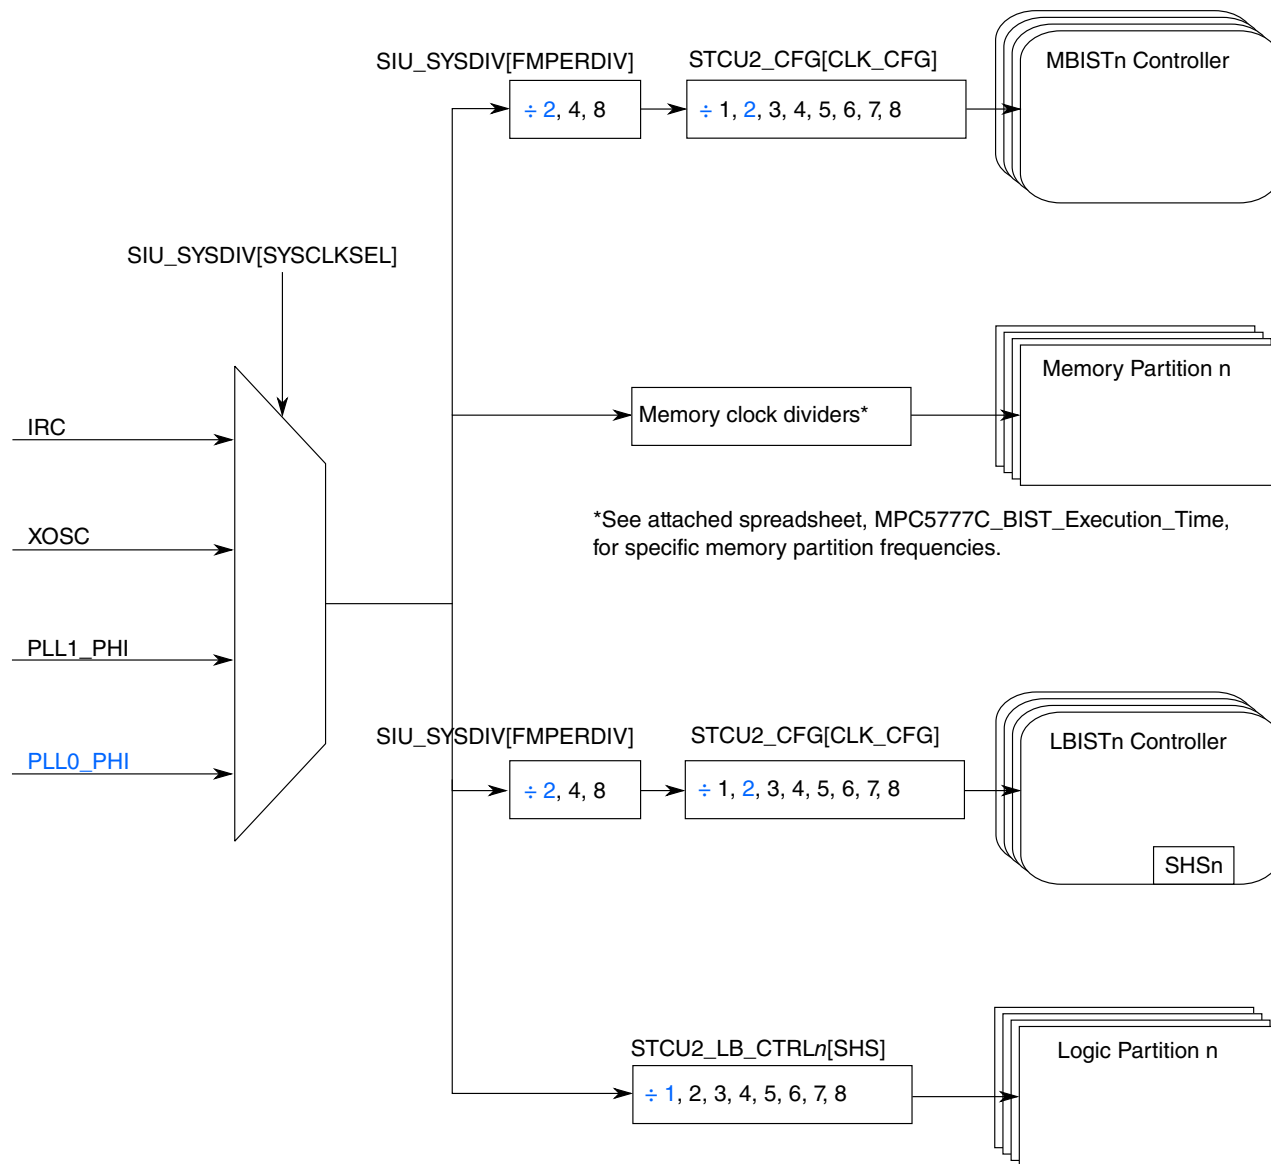 SIU_SYSDIV[FMPERDIV]
STCU2_CFG[CLK_CFG]
MBISTn Controller
÷ 2, 4, 8
÷ 1, 2, 3, 4, 5, 6, 7, 8
SIU_SYSDIV[SYSCLKSEL]
Memory Partition n
Memory clock dividers*
IRC
*See attached spreadsheet, MPC5777C_BIST_Execution_Time,
for specific memory partition frequencies.
XOSC
PLL1_PHI
SIU_SYSDIV[FMPERDIV]
STCU2_CFG[CLK_CFG]
LBISTn Controller
PLL0_PHI
÷ 2, 4, 8
÷ 1, 2, 3, 4, 5, 6, 7, 8
SHSn
STCU2_LB_CTRLn[SHS]
Logic Partition n
÷ 1, 2, 3, 4, 5, 6, 7, 8